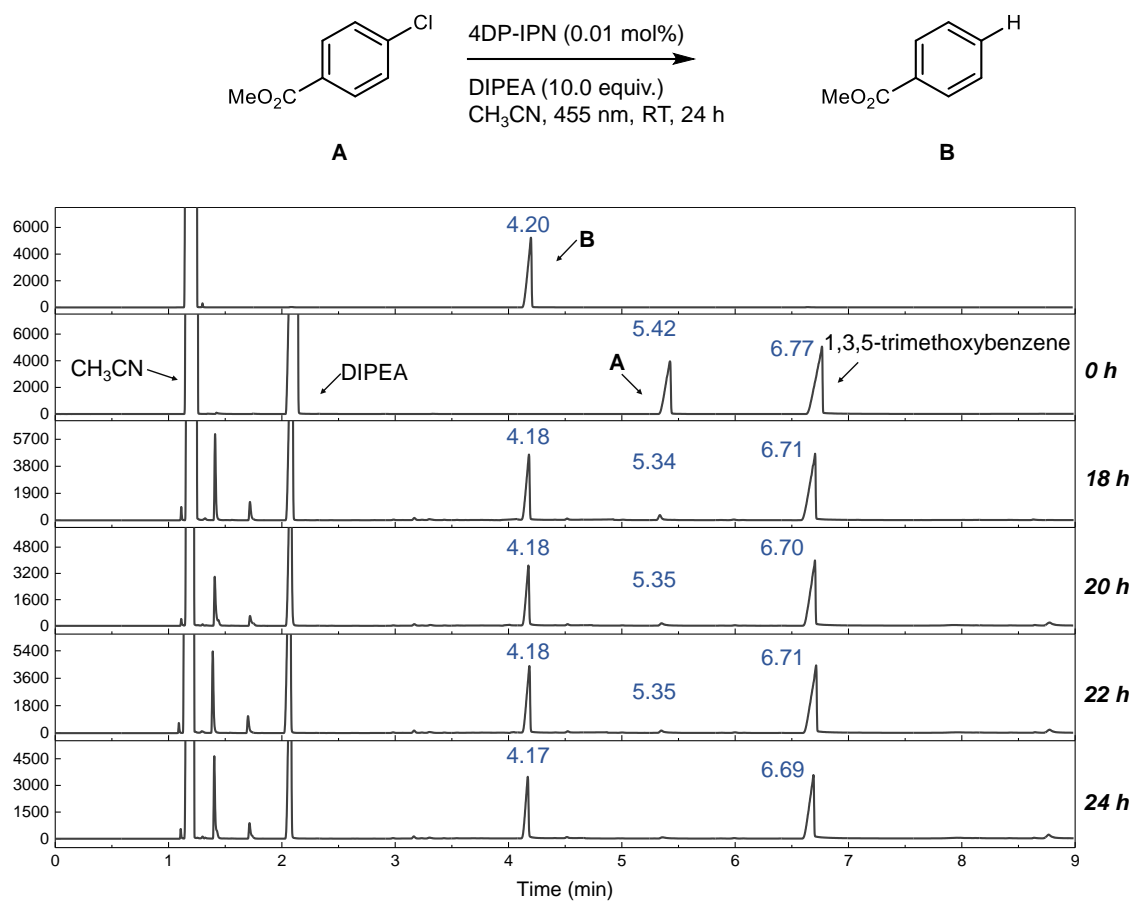 Cl
MeO₂C
A
4DP-IPN (0.01 mol%)
DIPEA (10.0 equiv.)
CH₃CN, 455 nm, RT, 24 h
H
MeO₂C
B
6000
4000
2000
0
4.20
B
6000
4000
2000
0
CH₃CN
DIPEA
A
5.42
6.77
1,3,5-trimethoxybenzene
0 h
5700
3800
1900
0
4.18
5.34
6.71
18 h
4800
3200
1600
0
4.18
5.35
6.70
20 h
5400
3600
1800
0
4.18
5.35
6.71
22 h
4500
3000
1500
0
4.17
6.69
24 h
0 1 2 3 4 5 6 7 8 9
Time (min)